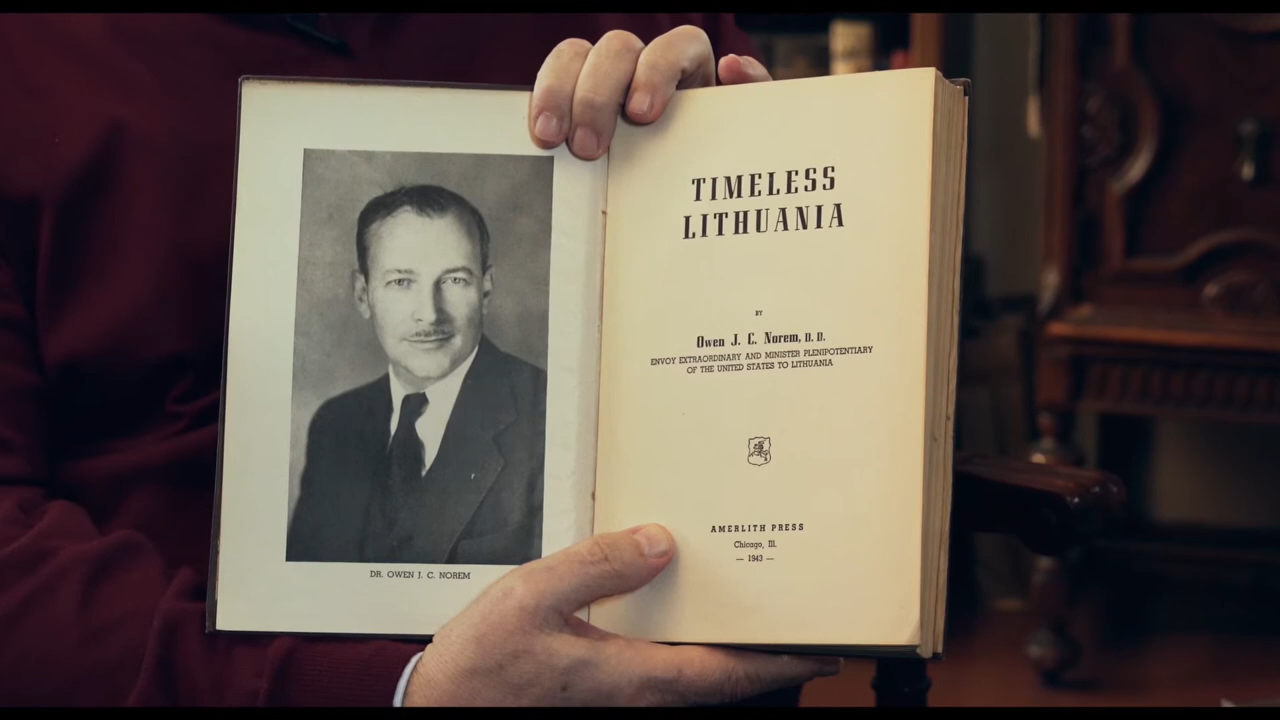 DR. OWEN J. C. NOREM
TIMELESS
LITHUANIA
BY
Owen J. C. Norem, D. D.
ENVOY EXTRAORDINARY AND MINISTER PLENIPOTENTIARY
OF THE UNITED STATES TO LITHUANIA
AMERLITH PRESS
Chicago, Ill.
— 1943 —